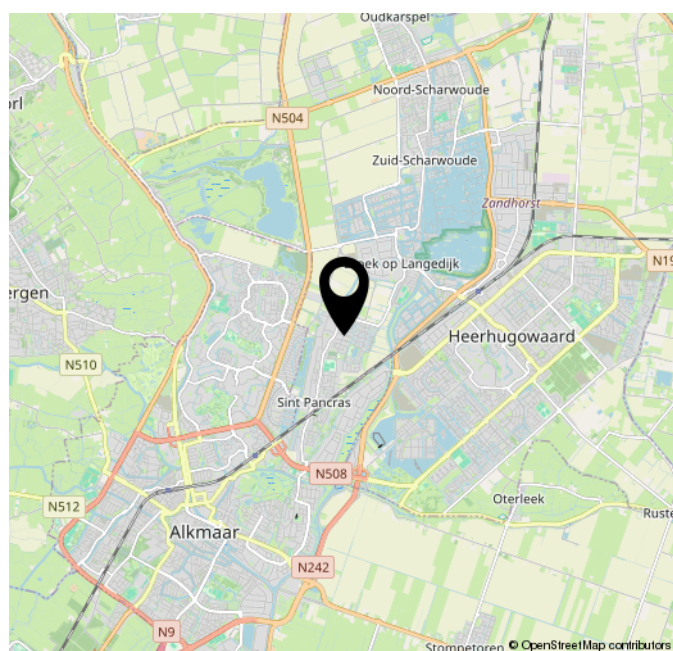 Oudkarspel
orl
Noord-Scharwoude
N504
Zuid-Scharwoude
Zandhorst
ek op Langedijk
N19
ergen
Heerhugowaard
N510
Sint Pancras
N508
N512
Oterleek
Ruste
Alkmaar
N242
N9
Stompetoren
© OpenStreetMap contributors